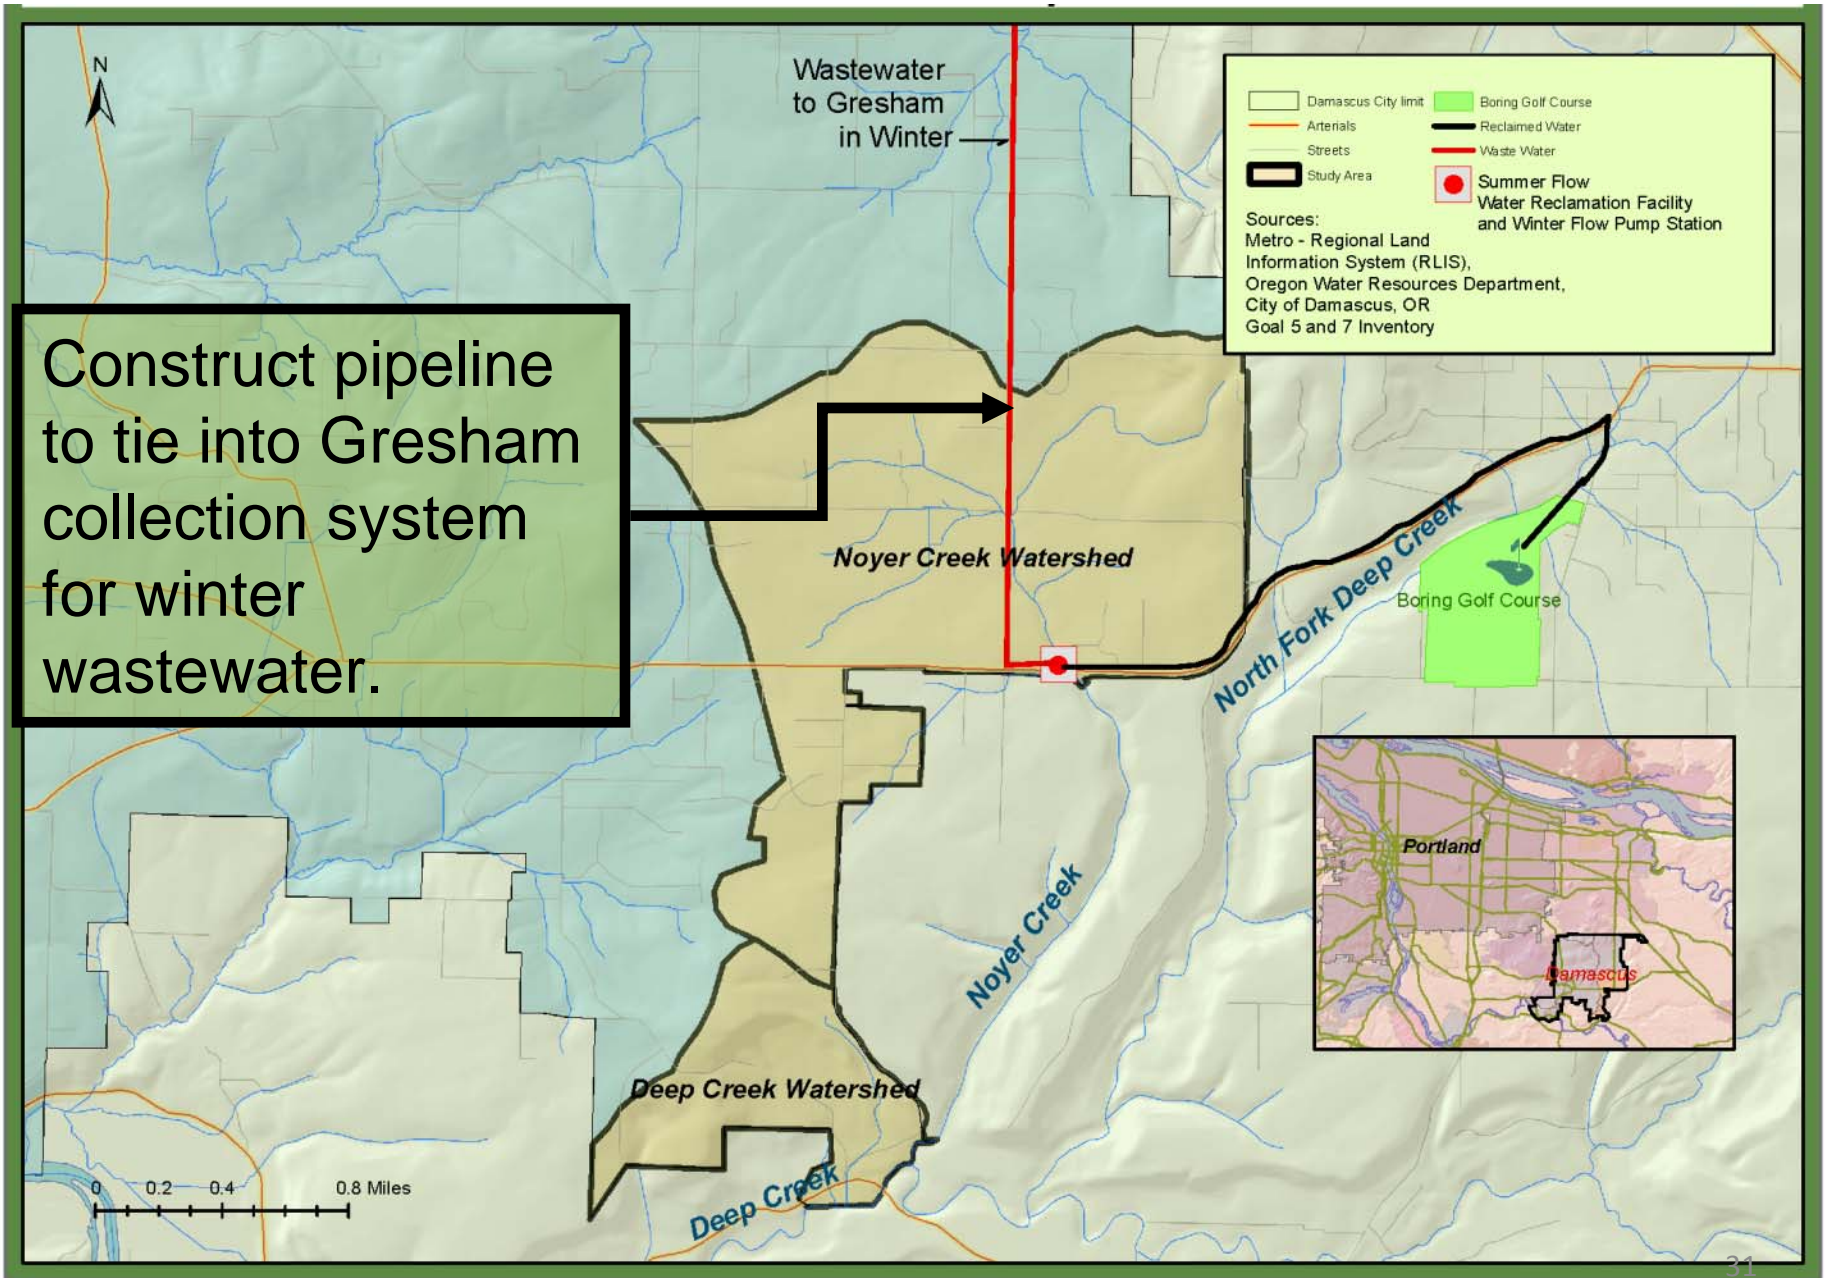 N
Wastewater
to Gresham
in Winter
Damascus City limit
Arterials
Streets
Study Area
Boring Golf Course
Reclaimed Water
Waste Water
Summer Flow
Water Reclamation Facility
and Winter Flow Pump Station
Sources:
Metro - Regional Land
Information System (RLIS),
Oregon Water Resources Department,
City of Damascus, OR
Goal 5 and 7 Inventory
Construct pipeline
to tie into Gresham
collection system
for winter
wastewater.
Noyer Creek Watershed
North Fork Deep Creek
Boring Golf Course
Portland
Damascus
Noyer Creek
Deep Creek Watershed
Deep Creek
0 0.2 0.4 0.8 Miles
31